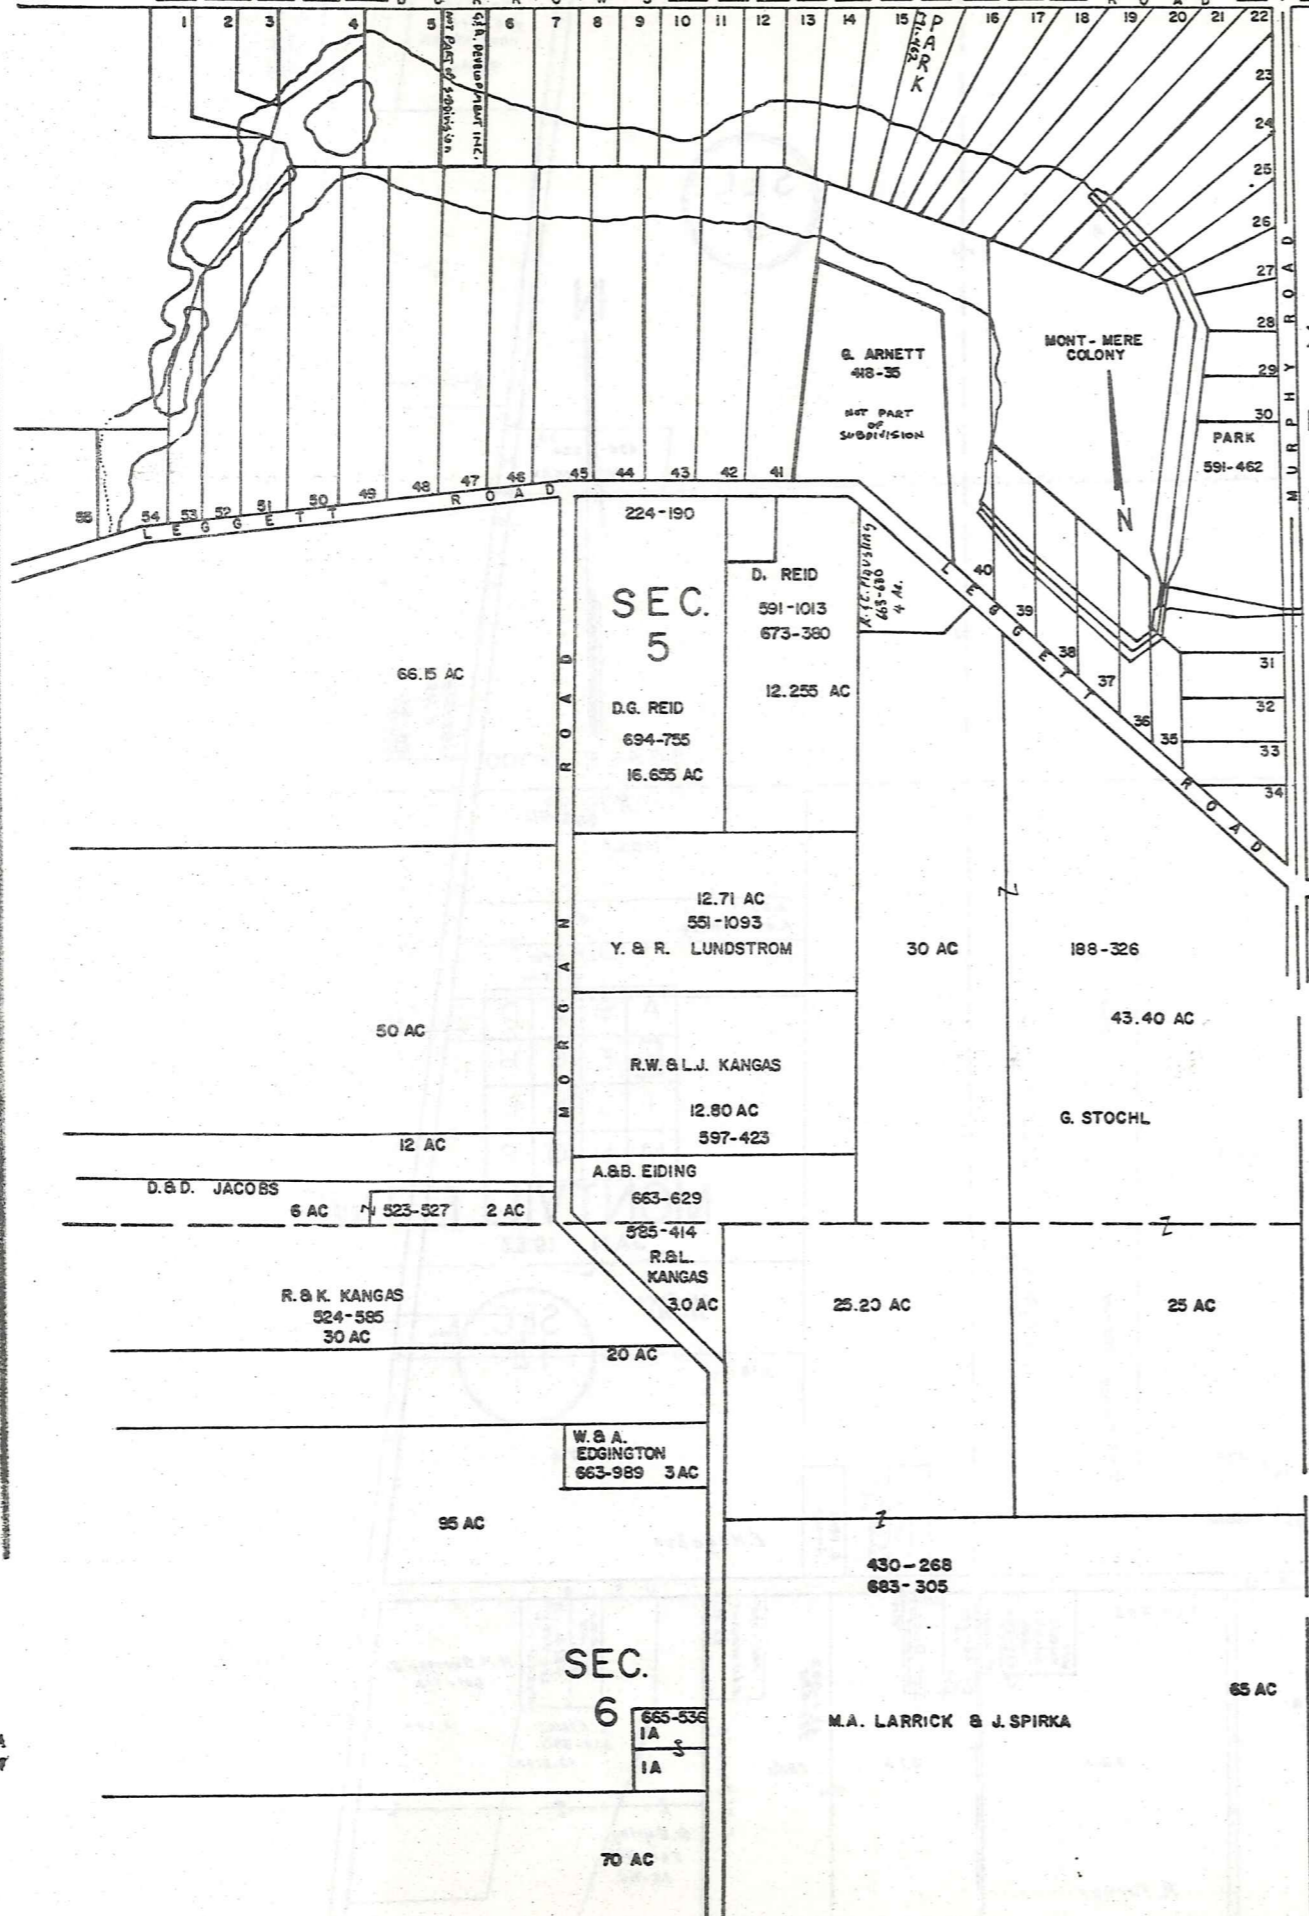 B U R R O W S ROAD
1 2 3 4 5 6 7 8 9 10 11 12 13 14 15 16 17 18 19 20 21 22
NOT PART OF SUBDIVISION
DEVELOPMENT INC.
PARK
23
24
25
26
27
28
29
30
PARK
591-462
MURPHY ROAD
MONT-MERE
COLONY
N
G. ARNETT
418-35
NOT PART
OF
SUBDIVISION
55 54 53 52 51 50 49 48 47 46 45 44 43 42 41
LEGGETT ROAD
40
39
38
37
36
35
31
32
33
34
LEGGETT ROAD
224-190
SEC.
5
D. REID
591-1013
673-380
12.255 AC
663-680
4 Ac.
66.15 AC
D.G. REID
694-755
16.655 AC
MORGAN ROAD
12.71 AC
551-1093
Y. & R. LUNDSTROM
30 AC
188-326
43.40 AC
G. STOCHL
50 AC
R.W. & L.J. KANGAS
12.80 AC
597-423
12 AC
A.&B. EIDING
663-629
D.&D. JACOBS
6 AC
523-527 2 AC
585-414
R.&L.
KANGAS
3.0 AC
25.20 AC
25 AC
R. & K. KANGAS
524-585
30 AC
20 AC
W. & A.
EDGINGTON
663-989 3 AC
95 AC
430-268
683-305
SEC.
6
665-536
1A
1A
65 AC
M.A. LARRICK & J. SPIRKA
70 AC